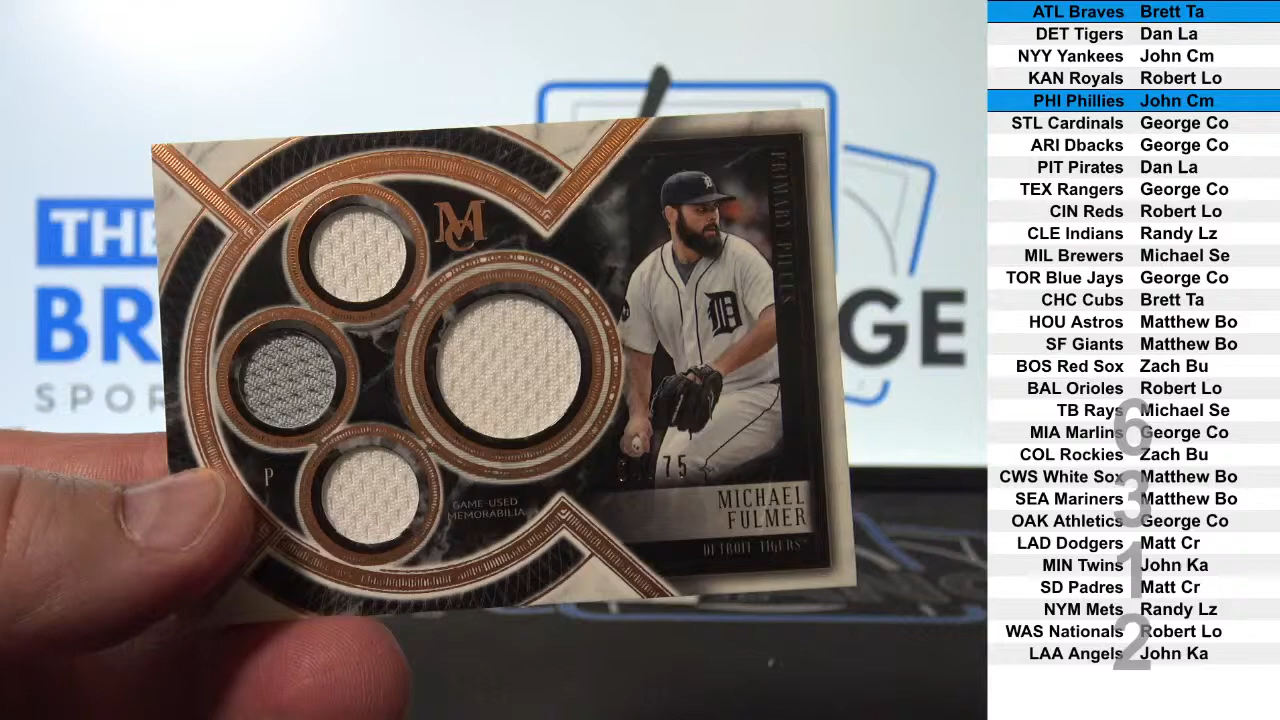 THE
BR
GE
SPOR
MC
PRIMARY PIECES
D
P
GAME-USED
MEMORABILIA
75
MICHAEL
FULMER
DETROIT TIGERS
ATL Braves Brett Ta
DET Tigers Dan La
NYY Yankees John Cm
KAN Royals Robert Lo
PHI Phillies John Cm
STL Cardinals George Co
ARI Dbacks George Co
PIT Pirates Dan La
TEX Rangers George Co
CIN Reds Robert Lo
CLE Indians Randy Lz
MIL Brewers Michael Se
TOR Blue Jays George Co
CHC Cubs Brett Ta
HOU Astros Matthew Bo
SF Giants Matthew Bo
BOS Red Sox Zach Bu
BAL Orioles Robert Lo
TB Rays Michael Se
MIA Marlins George Co
COL Rockies Zach Bu
CWS White Sox Matthew Bo
SEA Mariners Matthew Bo
OAK Athletics George Co
LAD Dodgers Matt Cr
MIN Twins John Ka
SD Padres Matt Cr
NYM Mets Randy Lz
WAS Nationals Robert Lo
LAA Angels John Ka
6
3
1
2